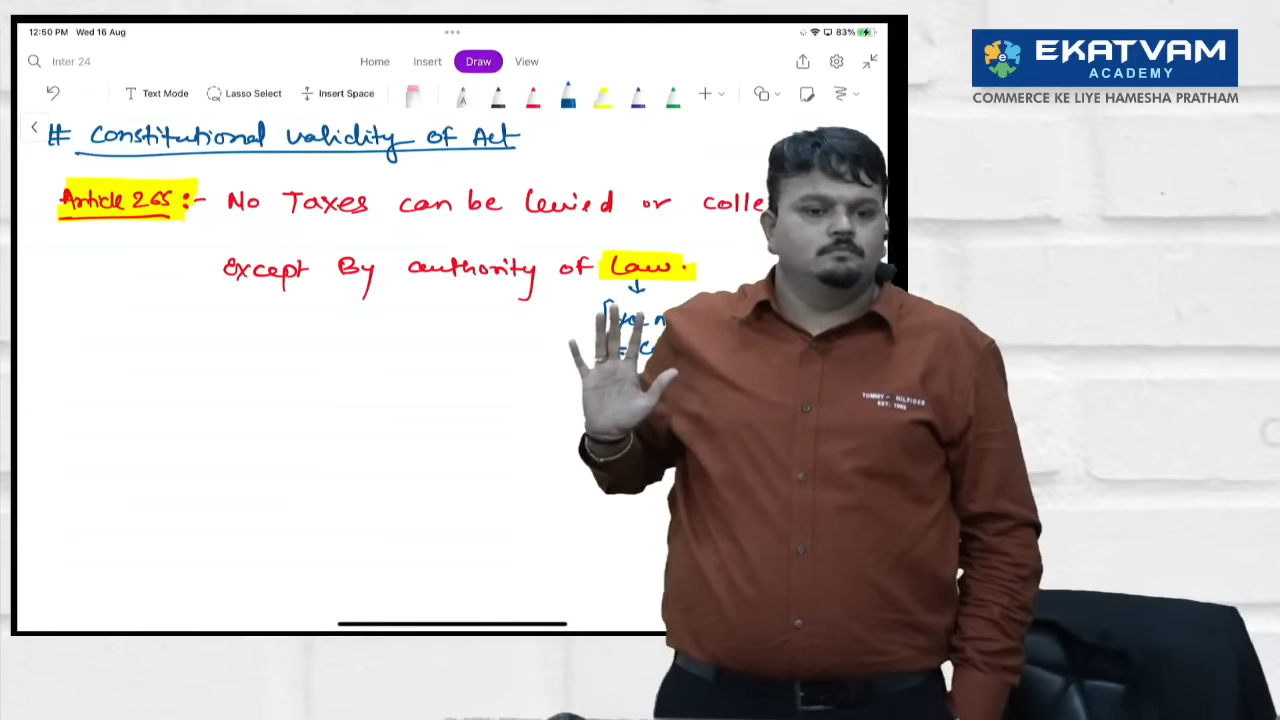 12:50 PM Wed 16 Aug
83%
Inter 24
Home Insert Draw View
Text Mode Lasso Select Insert Space
# Constitutional validity of Act
Article 265 :- No Taxes can be levied or colle
Except By authority of Law.
EKATVAM
ACADEMY
COMMERCE KE LIYE HAMESHA PRATHAM
TOMMY HILFIGER
EST. 1985